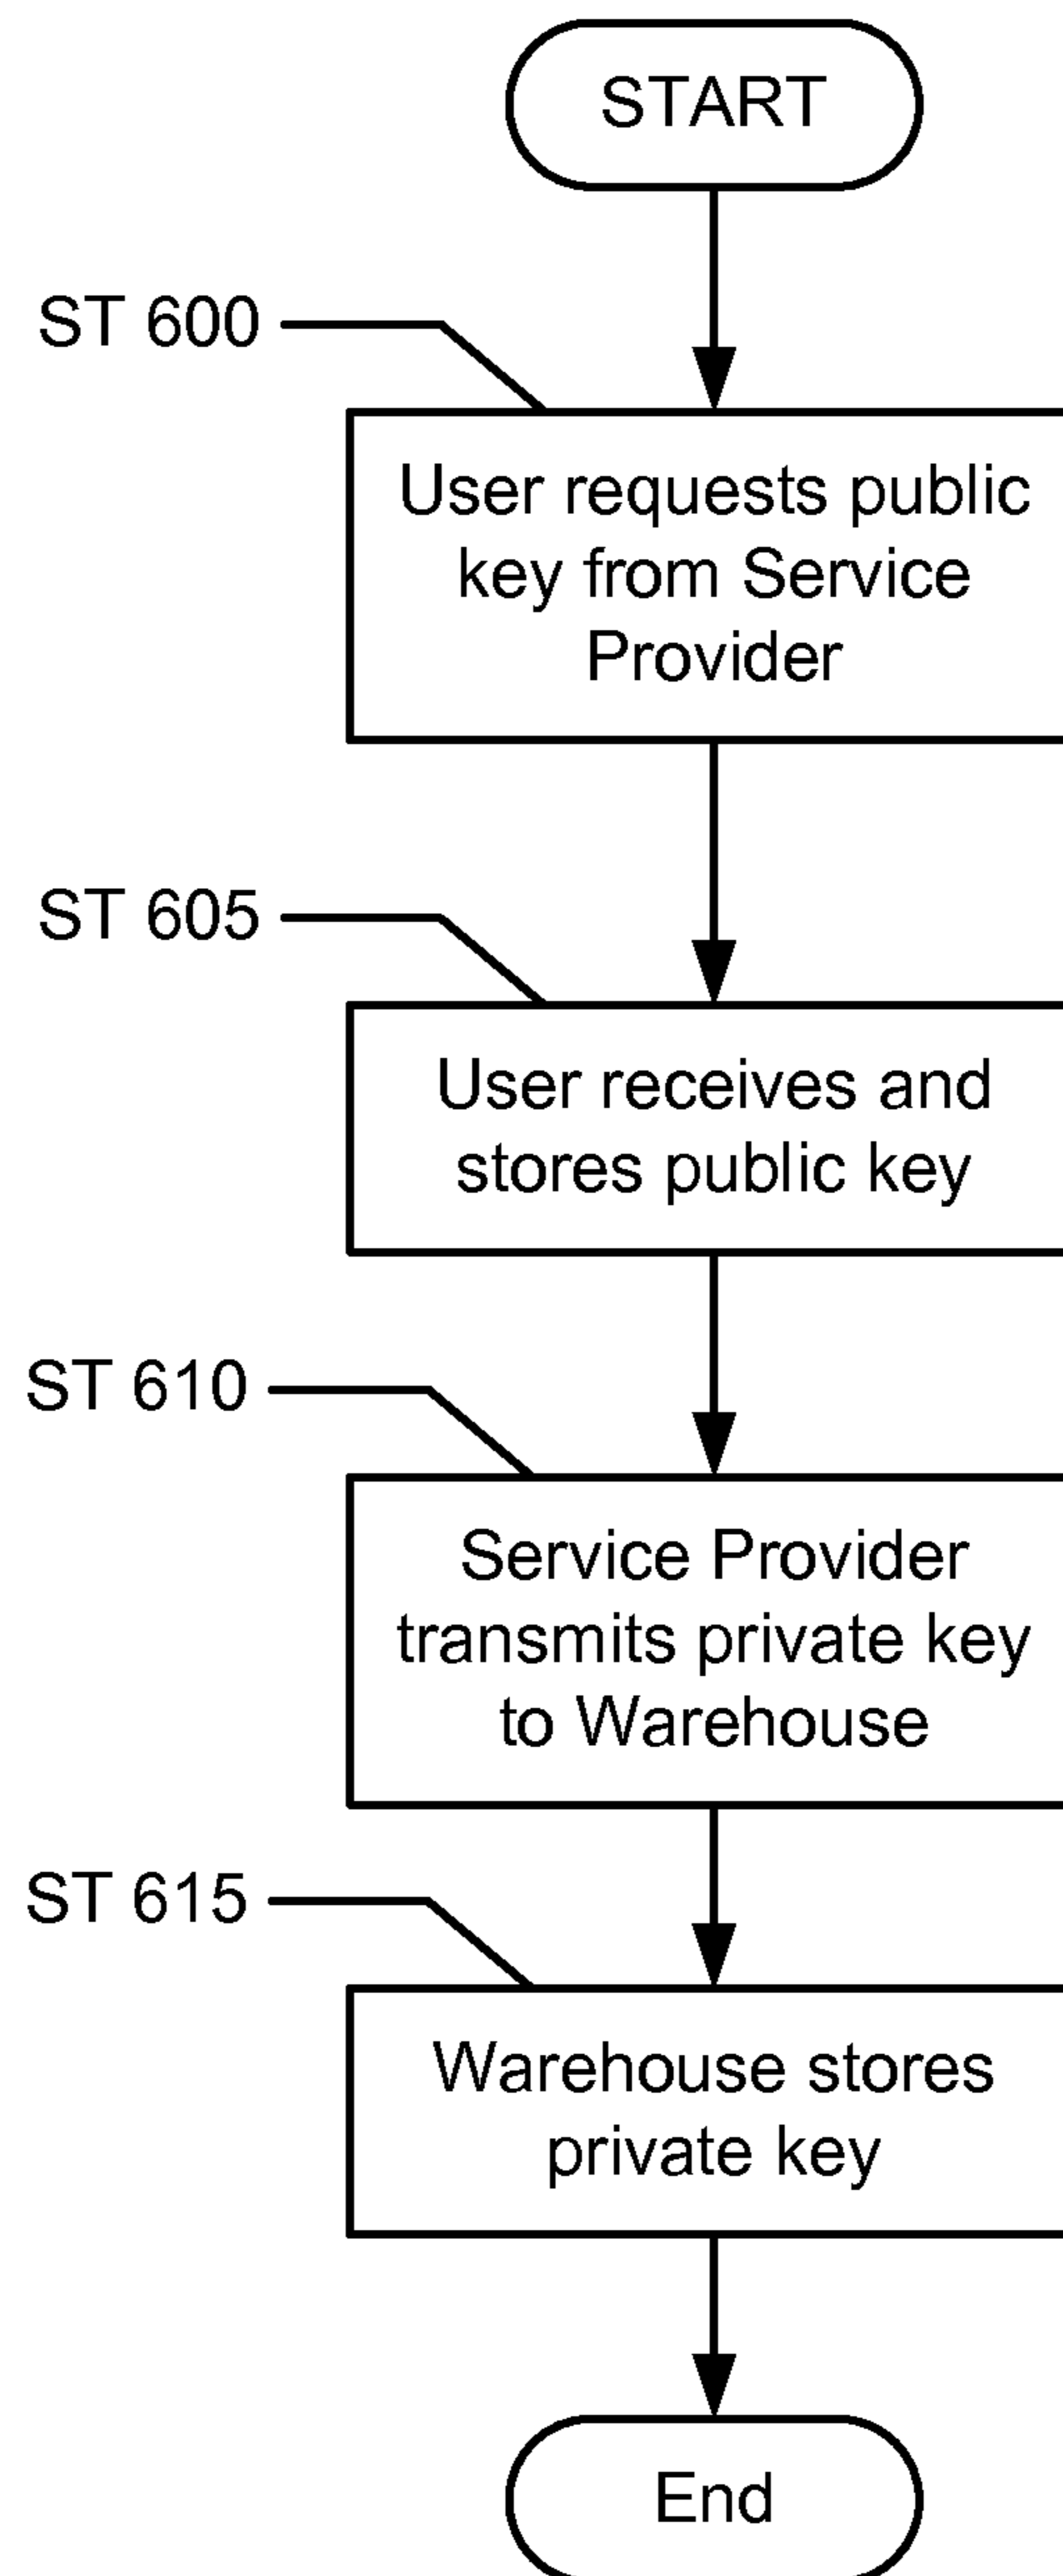 START
ST 600
User requests public
key from Service
Provider
ST 605
User receives and
stores public key
ST 610
Service Provider
transmits private key
to Warehouse
ST 615
Warehouse stores
private key
End